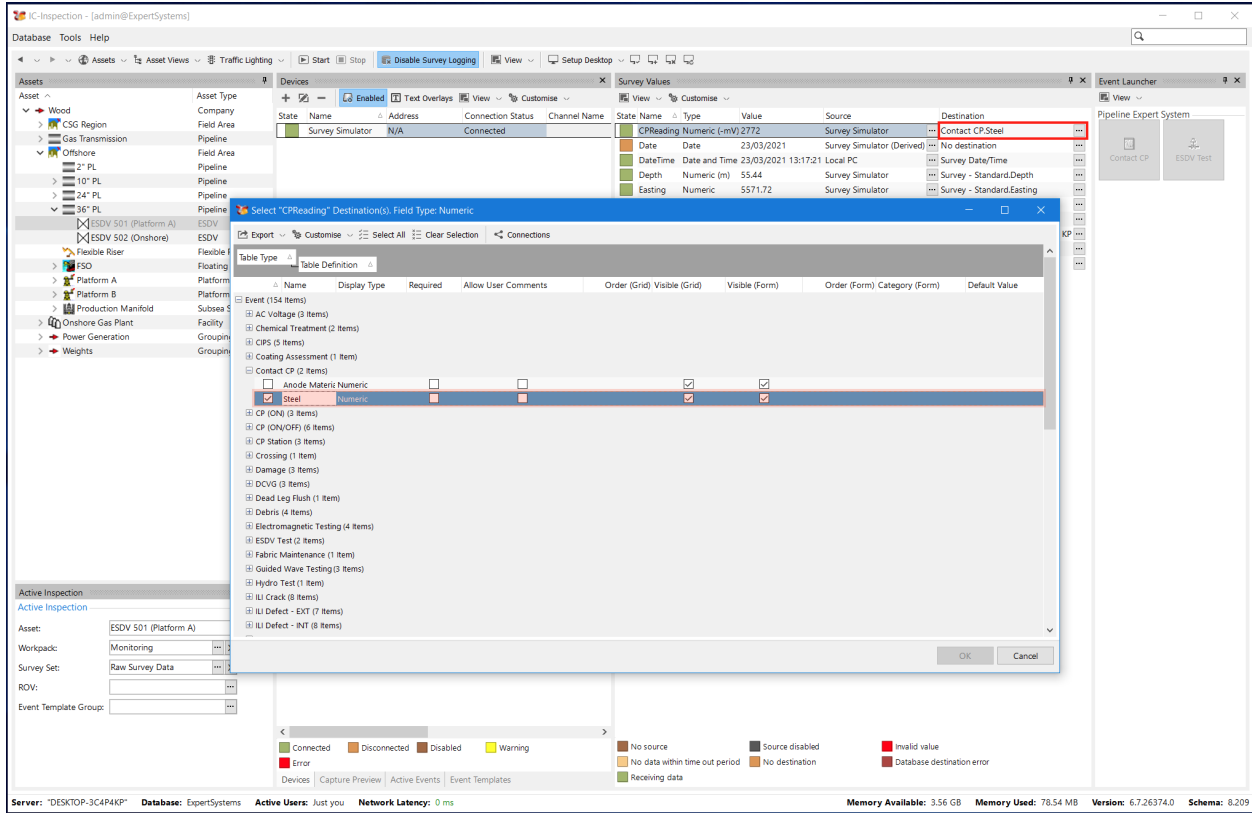 IC-Inspection - [admin@ExpertSystems]
Database Tools Help
Assets Asset Views Traffic Lighting Start Stop Disable Survey Logging View Setup Desktop
Assets
Asset Asset Type
Wood Company
CSG Region Field Area
Gas Transmission Pipeline
Offshore Field Area
2" PL Pipeline
10" PL Pipeline
24" PL Pipeline
36" PL Pipeline
ESDV 501 (Platform A) ESDV
ESDV 502 (Onshore) ESDV
Flexible Riser Flexible
FSO Floating
Platform A Platform
Platform B Platform
Production Manifold Subsea S
Onshore Gas Plant Facility
Power Generation Grouping
Weights Grouping
Devices
Enabled Text Overlays View Customise
State Name Address Connection Status Channel Name
Survey Simulator N/A Connected
Survey Values
View Customise
State Name Type Value Source Destination
CPReading Numeric (-mV) 2772 Survey Simulator Contact CP.Steel
Date Date 23/03/2021 Survey Simulator (Derived) No destination
DateTime Date and Time 23/03/2021 13:17:21 Local PC Survey Date/Time
Depth Numeric (m) 55.44 Survey Simulator Survey - Standard.Depth
Easting Numeric 5571.72 Survey Simulator Survey - Standard.Easting
KP
Event Launcher
View
Pipeline Expert System
Contact CP ESDV Test
Select "CPReading" Destination(s). Field Type: Numeric
Export Customise Select All Clear Selection Connections
Table Type
Table Definition
Name Display Type Required Allow User Comments Order (Grid) Visible (Grid) Visible (Form) Order (Form) Category (Form) Default Value
Event (154 Items)
AC Voltage (3 Items)
Chemical Treatment (2 Items)
CIPS (5 Items)
Coating Assessment (1 Item)
Contact CP (2 Items)
Anode Materia Numeric
Steel Numeric
CP (ON) (3 Items)
CP (ON/OFF) (6 Items)
CP Station (3 Items)
Crossing (1 Item)
Damage (3 Items)
DCVG (3 Items)
Dead Leg Flush (1 Item)
Debris (4 Items)
Electromagnetic Testing (4 Items)
ESDV Test (2 Items)
Fabric Maintenance (1 Item)
Guided Wave Testing (3 Items)
Hydro Test (1 Item)
ILI Crack (8 Items)
ILI Defect - EXT (7 Items)
ILI Defect - INT (8 Items)
OK Cancel
Active Inspection
Active Inspection
Asset: ESDV 501 (Platform A)
Workpack: Monitoring
Survey Set: Raw Survey Data
ROV:
Event Template Group:
Connected Disconnected Disabled Warning
Error
Devices Capture Preview Active Events Event Templates
No source Source disabled Invalid value
No data within time out period No destination Database destination error
Receiving data
Server: "DESKTOP-3C4P4KP" Database: ExpertSystems Active Users: Just you Network Latency: 0 ms Memory Available: 3.56 GB Memory Used: 78.54 MB Version: 6.7.26374.0 Schema: 8.209